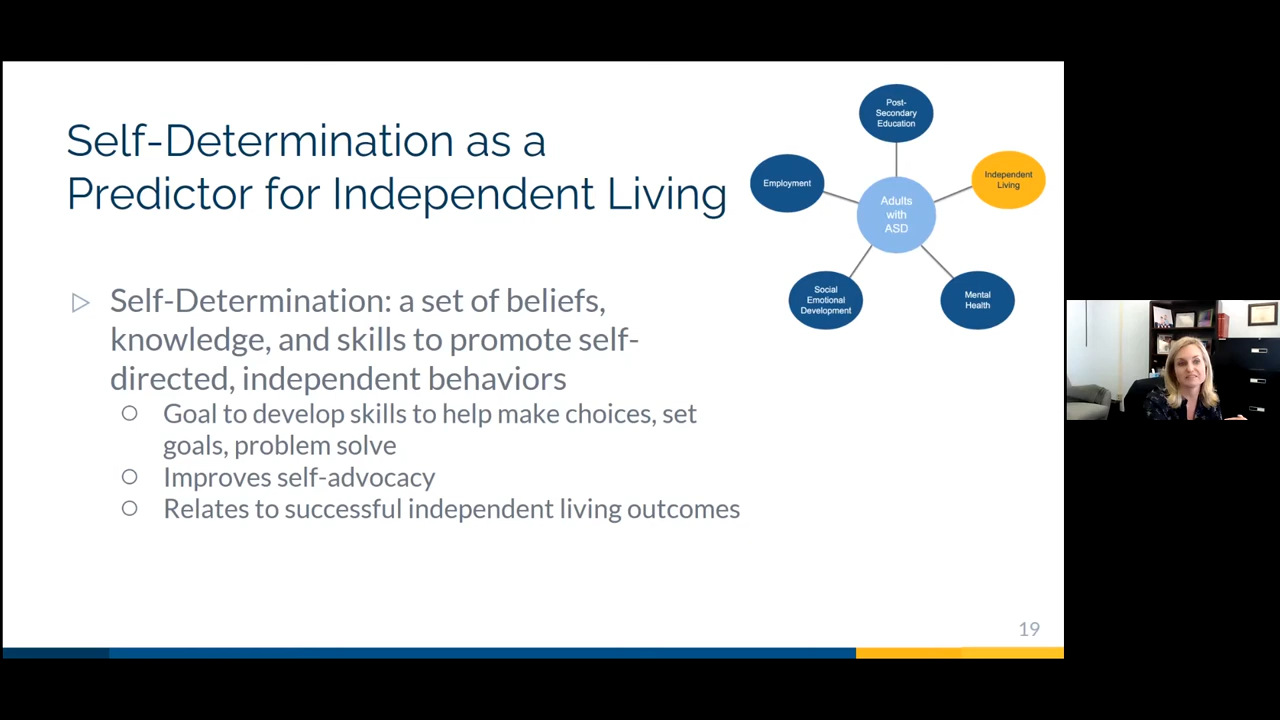 Self-Determination as a
Predictor for Independent Living
Self-Determination: a set of beliefs,
knowledge, and skills to promote self-
directed, independent behaviors
Goal to develop skills to help make choices, set
goals, problem solve
Improves self-advocacy
Relates to successful independent living outcomes
Post-
Secondary
Education
Employment
Independent
Living
Adults
with
ASD
Social
Emotional
Development
Mental
Health
19